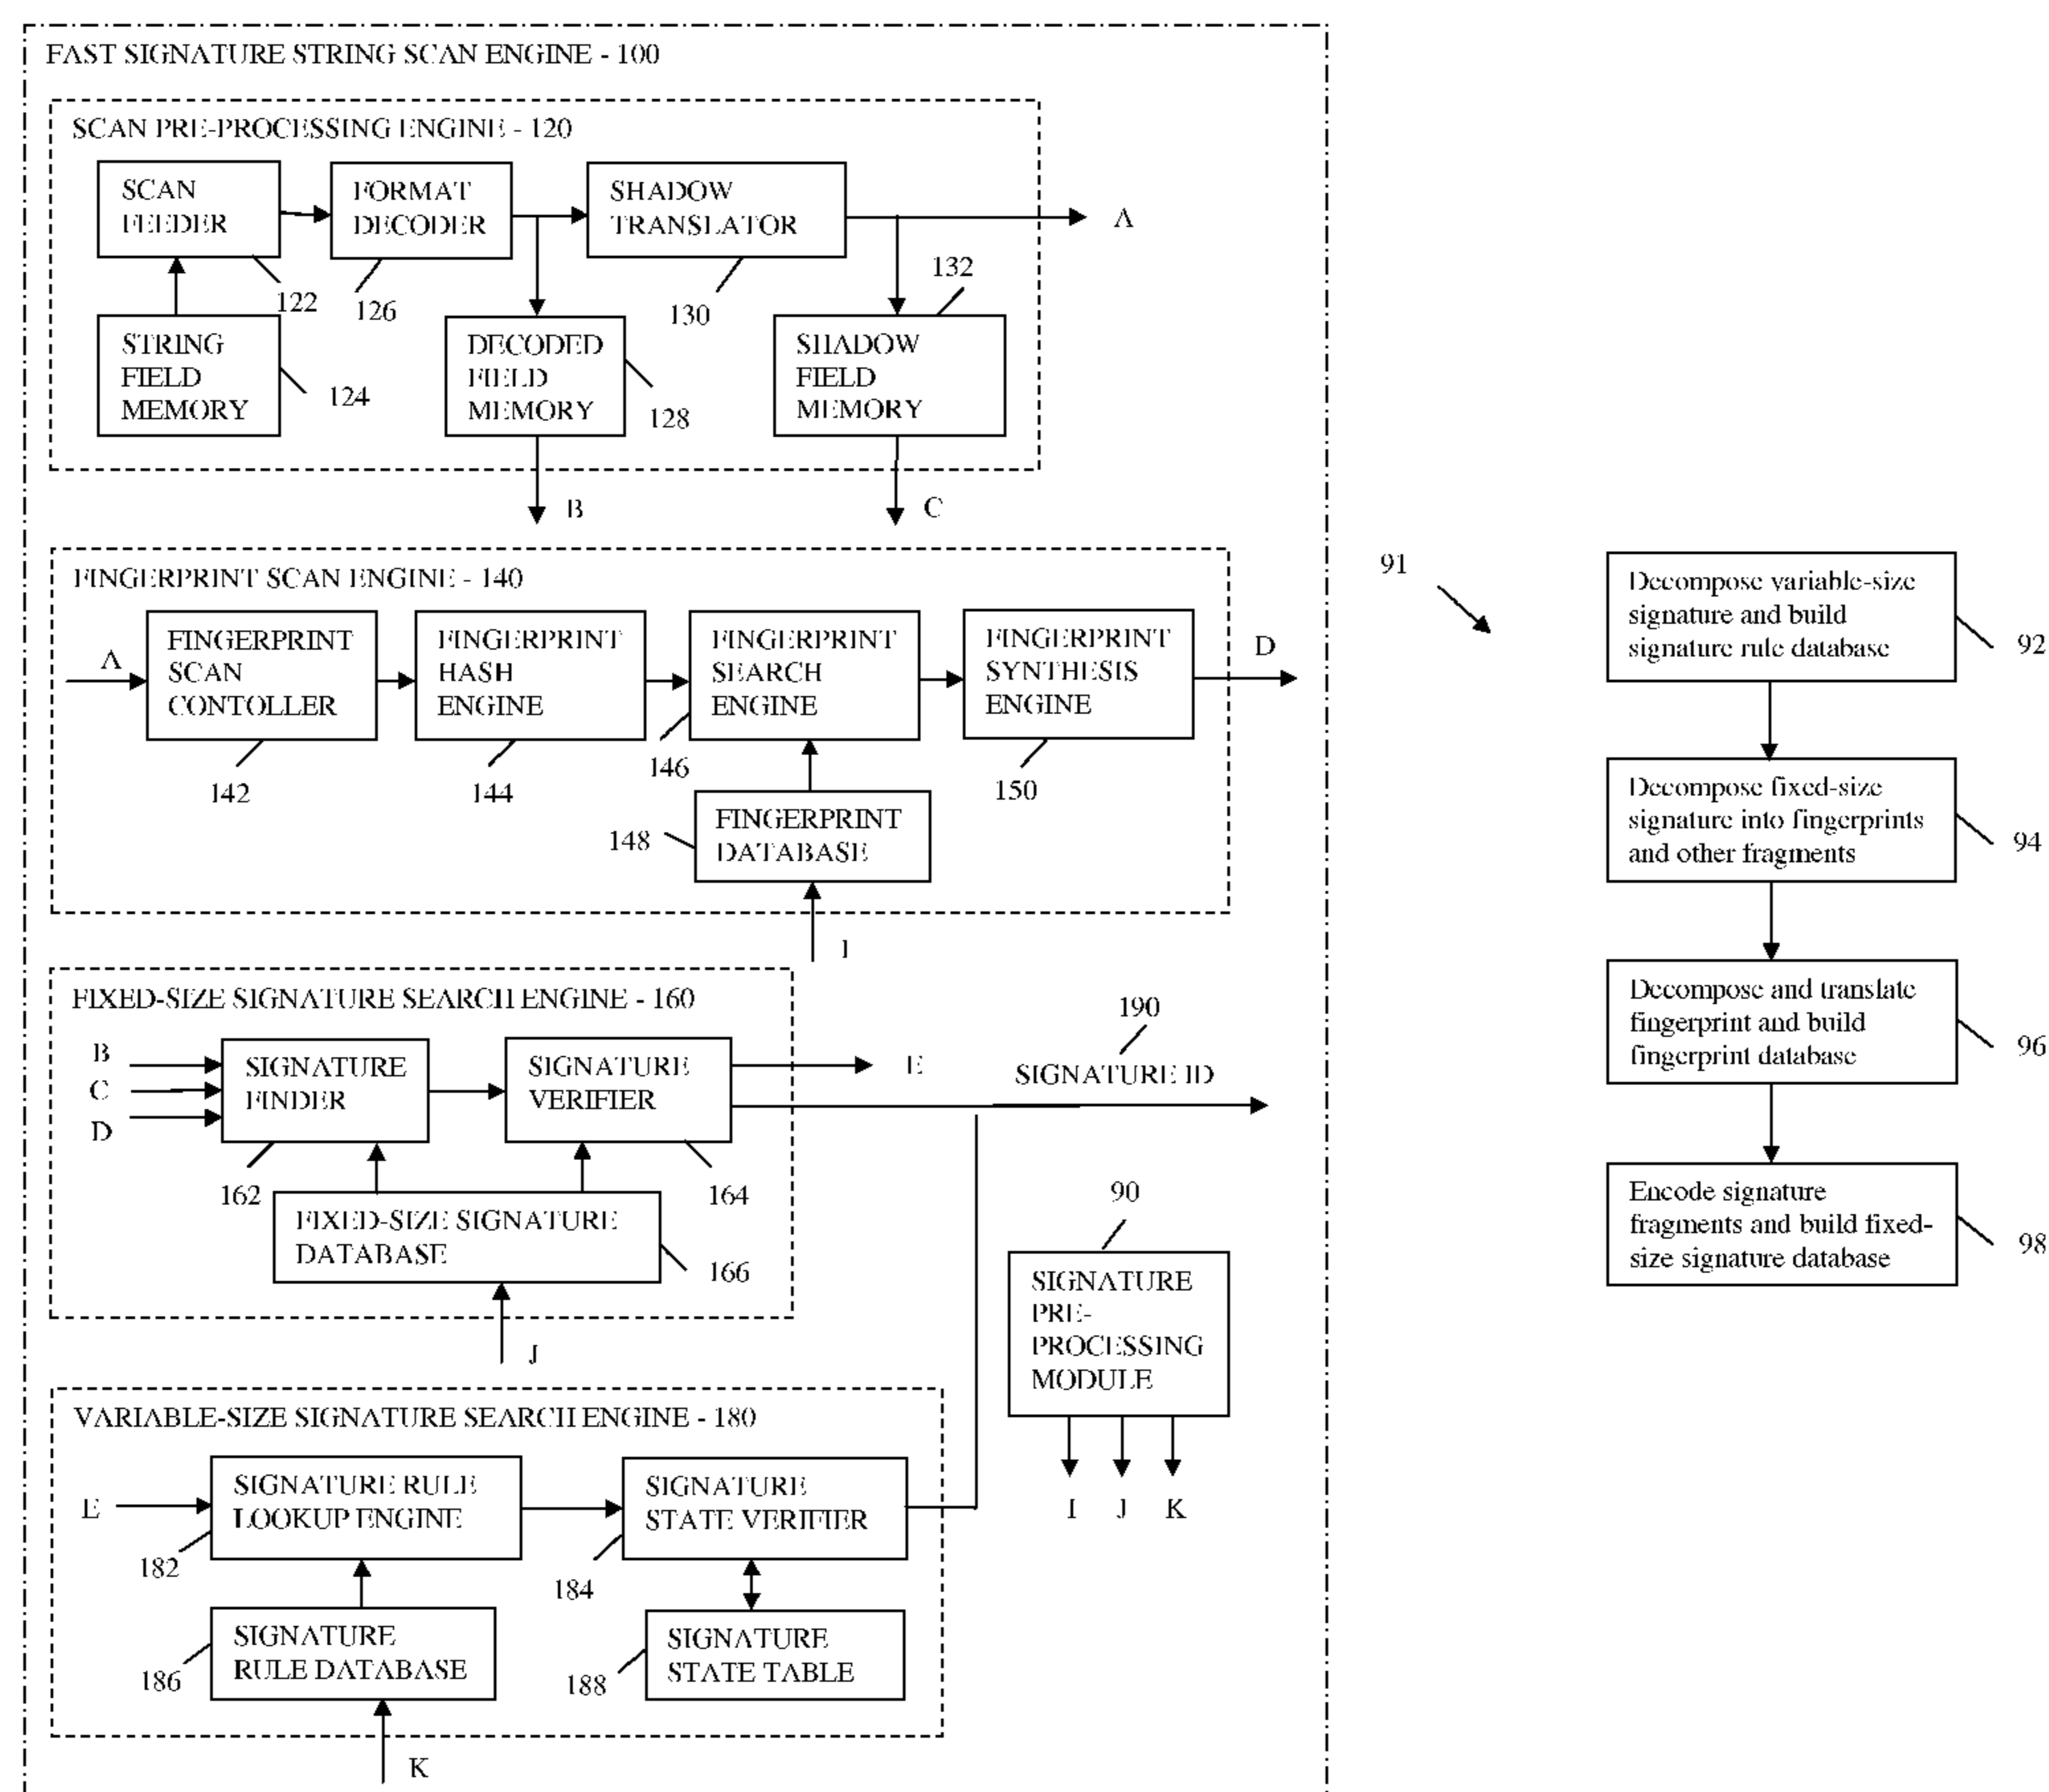 FAST SIGNATURE STRING SCAN ENGINE - 100
SCAN PRE-PROCESSING ENGINE - 120
SCAN
FEEDER
122
FORMAT
DECODER
126
SHADOW
TRANSLATOR
130
A
132
STRING
FIELD
MEMORY
124
DECODED
FIELD
MEMORY
128
SHADOW
FIELD
MEMORY
B
C
FINGERPRINT SCAN ENGINE - 140
A
FINGERPRINT
SCAN
CONTOLLER
142
FINGERPRINT
HASH
ENGINE
144
FINGERPRINT
SEARCH
ENGINE
146
FINGERPRINT
SYNTHESIS
ENGINE
150
D
148
FINGERPRINT
DATABASE
I
FIXED-SIZE SIGNATURE SEARCH ENGINE - 160
B
C
D
SIGNATURE
FINDER
162
SIGNATURE
VERIFIER
164
E
190
SIGNATURE ID
FIXED-SIZE SIGNATURE
DATABASE
166
J
90
SIGNATURE
PRE-
PROCESSING
MODULE
I
J
K
VARIABLE-SIZE SIGNATURE SEARCH ENGINE - 180
E
SIGNATURE RULE
LOOKUP ENGINE
182
SIGNATURE
STATE VERIFIER
184
SIGNATURE
RULE DATABASE
186
SIGNATURE
STATE TABLE
188
K
91
Decompose variable-size
signature and build
signature rule database
92
Decompose fixed-size
signature into fingerprints
and other fragments
94
Decompose and translate
fingerprint and build
fingerprint database
96
Encode signature
fragments and build fixed-
size signature database
98